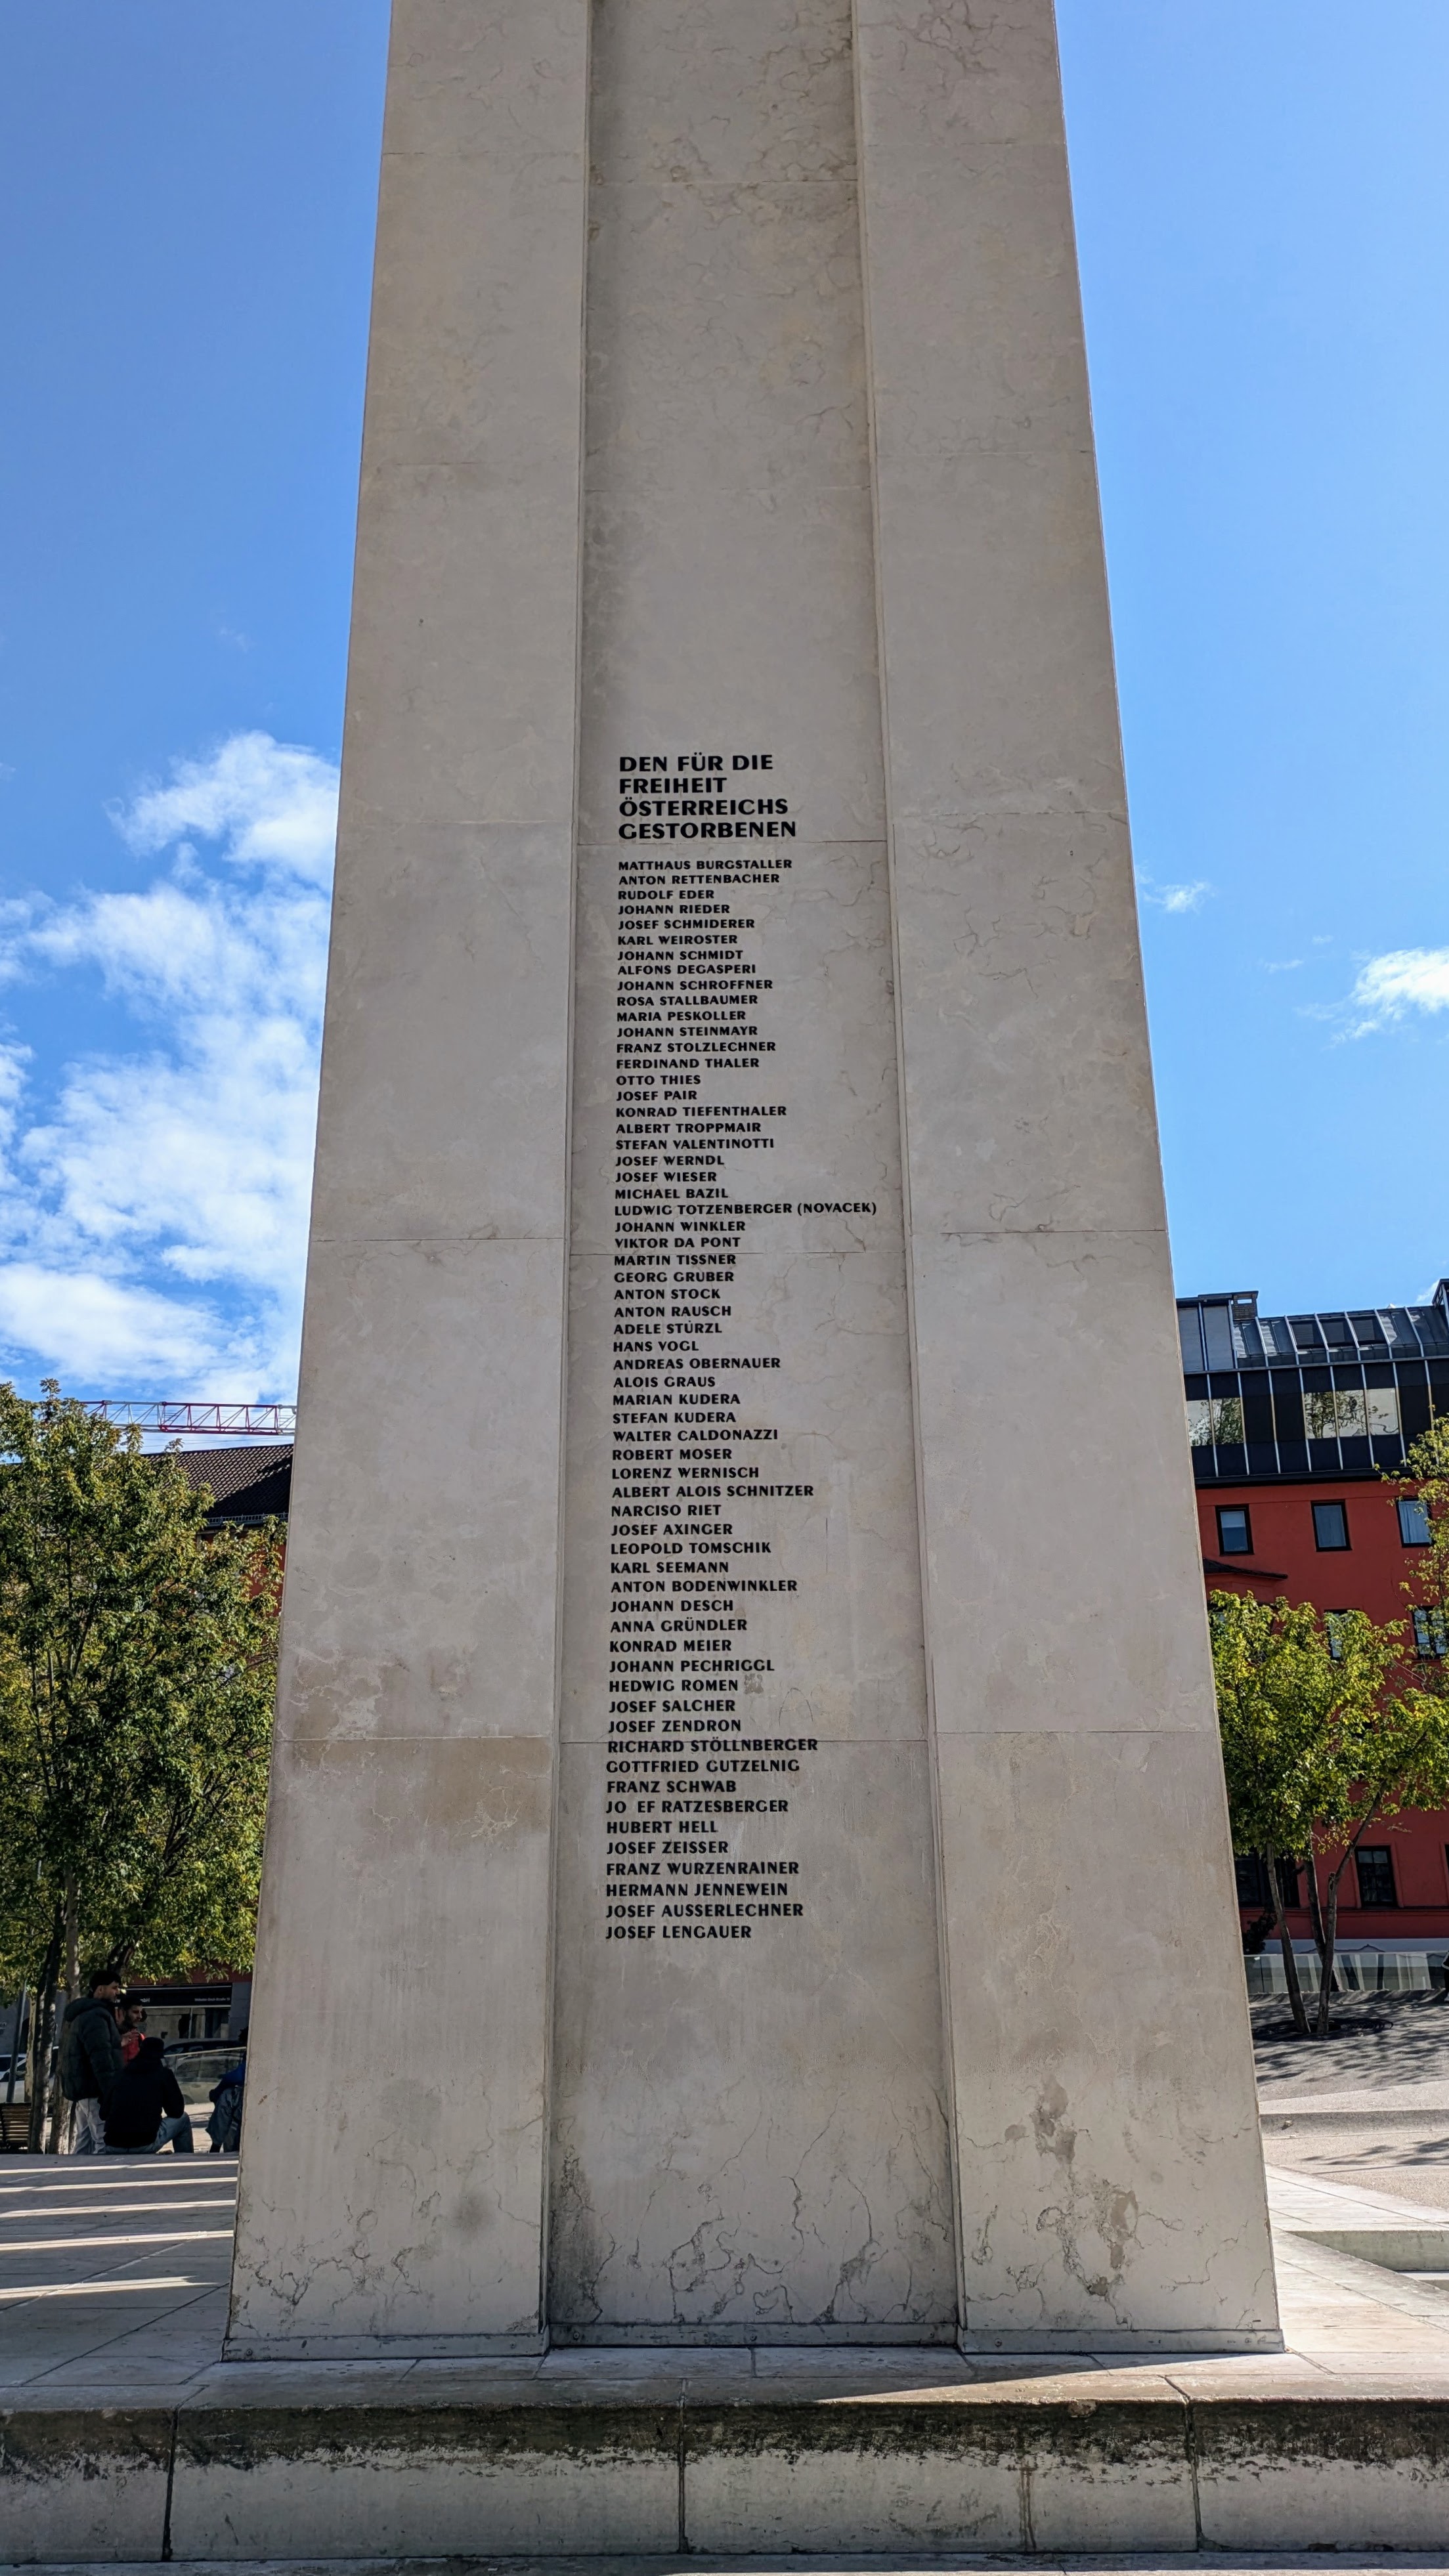 DEN FÜR DIE
FREIHEIT
ÖSTERREICHS
GESTORBENEN
MATTHAUS BURGSTALLER
ANTON RETTENBACHER
RUDOLF EDER
JOHANN RIEDER
JOSEF SCHMIDERER
KARL WEIROSTER
JOHANN SCHMIDT
ALFONS DEGASPERI
JOHANN SCHROFFNER
ROSA STALLBAUMER
MARIA PESKOLLER
JOHANN STEINMAYR
FRANZ STOLZLECHNER
FERDINAND THALER
OTTO THIES
JOSEF PAIR
KONRAD TIEFENTHALER
ALBERT TROPPMAIR
STEFAN VALENTINOTTI
JOSEF WERNDL
JOSEF WIESER
MICHAEL BAZIL
LUDWIG TOTZENBERGER (NOVACEK)
JOHANN WINKLER
VIKTOR DA PONT
MARTIN TISSNER
GEORG GRUBER
ANTON STOCK
ANTON RAUSCH
ADELE STÜRZL
HANS VOGL
ANDREAS OBERNAUER
ALOIS GRAUS
MARIAN KUDERA
STEFAN KUDERA
WALTER CALDONAZZI
ROBERT MOSER
LORENZ WERNISCH
ALBERT ALOIS SCHNITZER
NARCISO RIET
JOSEF AXINGER
LEOPOLD TOMSCHIK
KARL SEEMANN
ANTON BODENWINKLER
JOHANN DESCH
ANNA GRÜNDLER
KONRAD MEIER
JOHANN PECHRIGGL
HEDWIG ROMEN
JOSEF SALCHER
JOSEF ZENDRON
RICHARD STÖLLNBERGER
GOTTFRIED GUTZELNIG
FRANZ SCHWAB
JO EF RATZESBERGER
HUBERT HELL
JOSEF ZEISSER
FRANZ WURZENRAINER
HERMANN JENNEWEIN
JOSEF AUSSERLECHNER
JOSEF LENGAUER